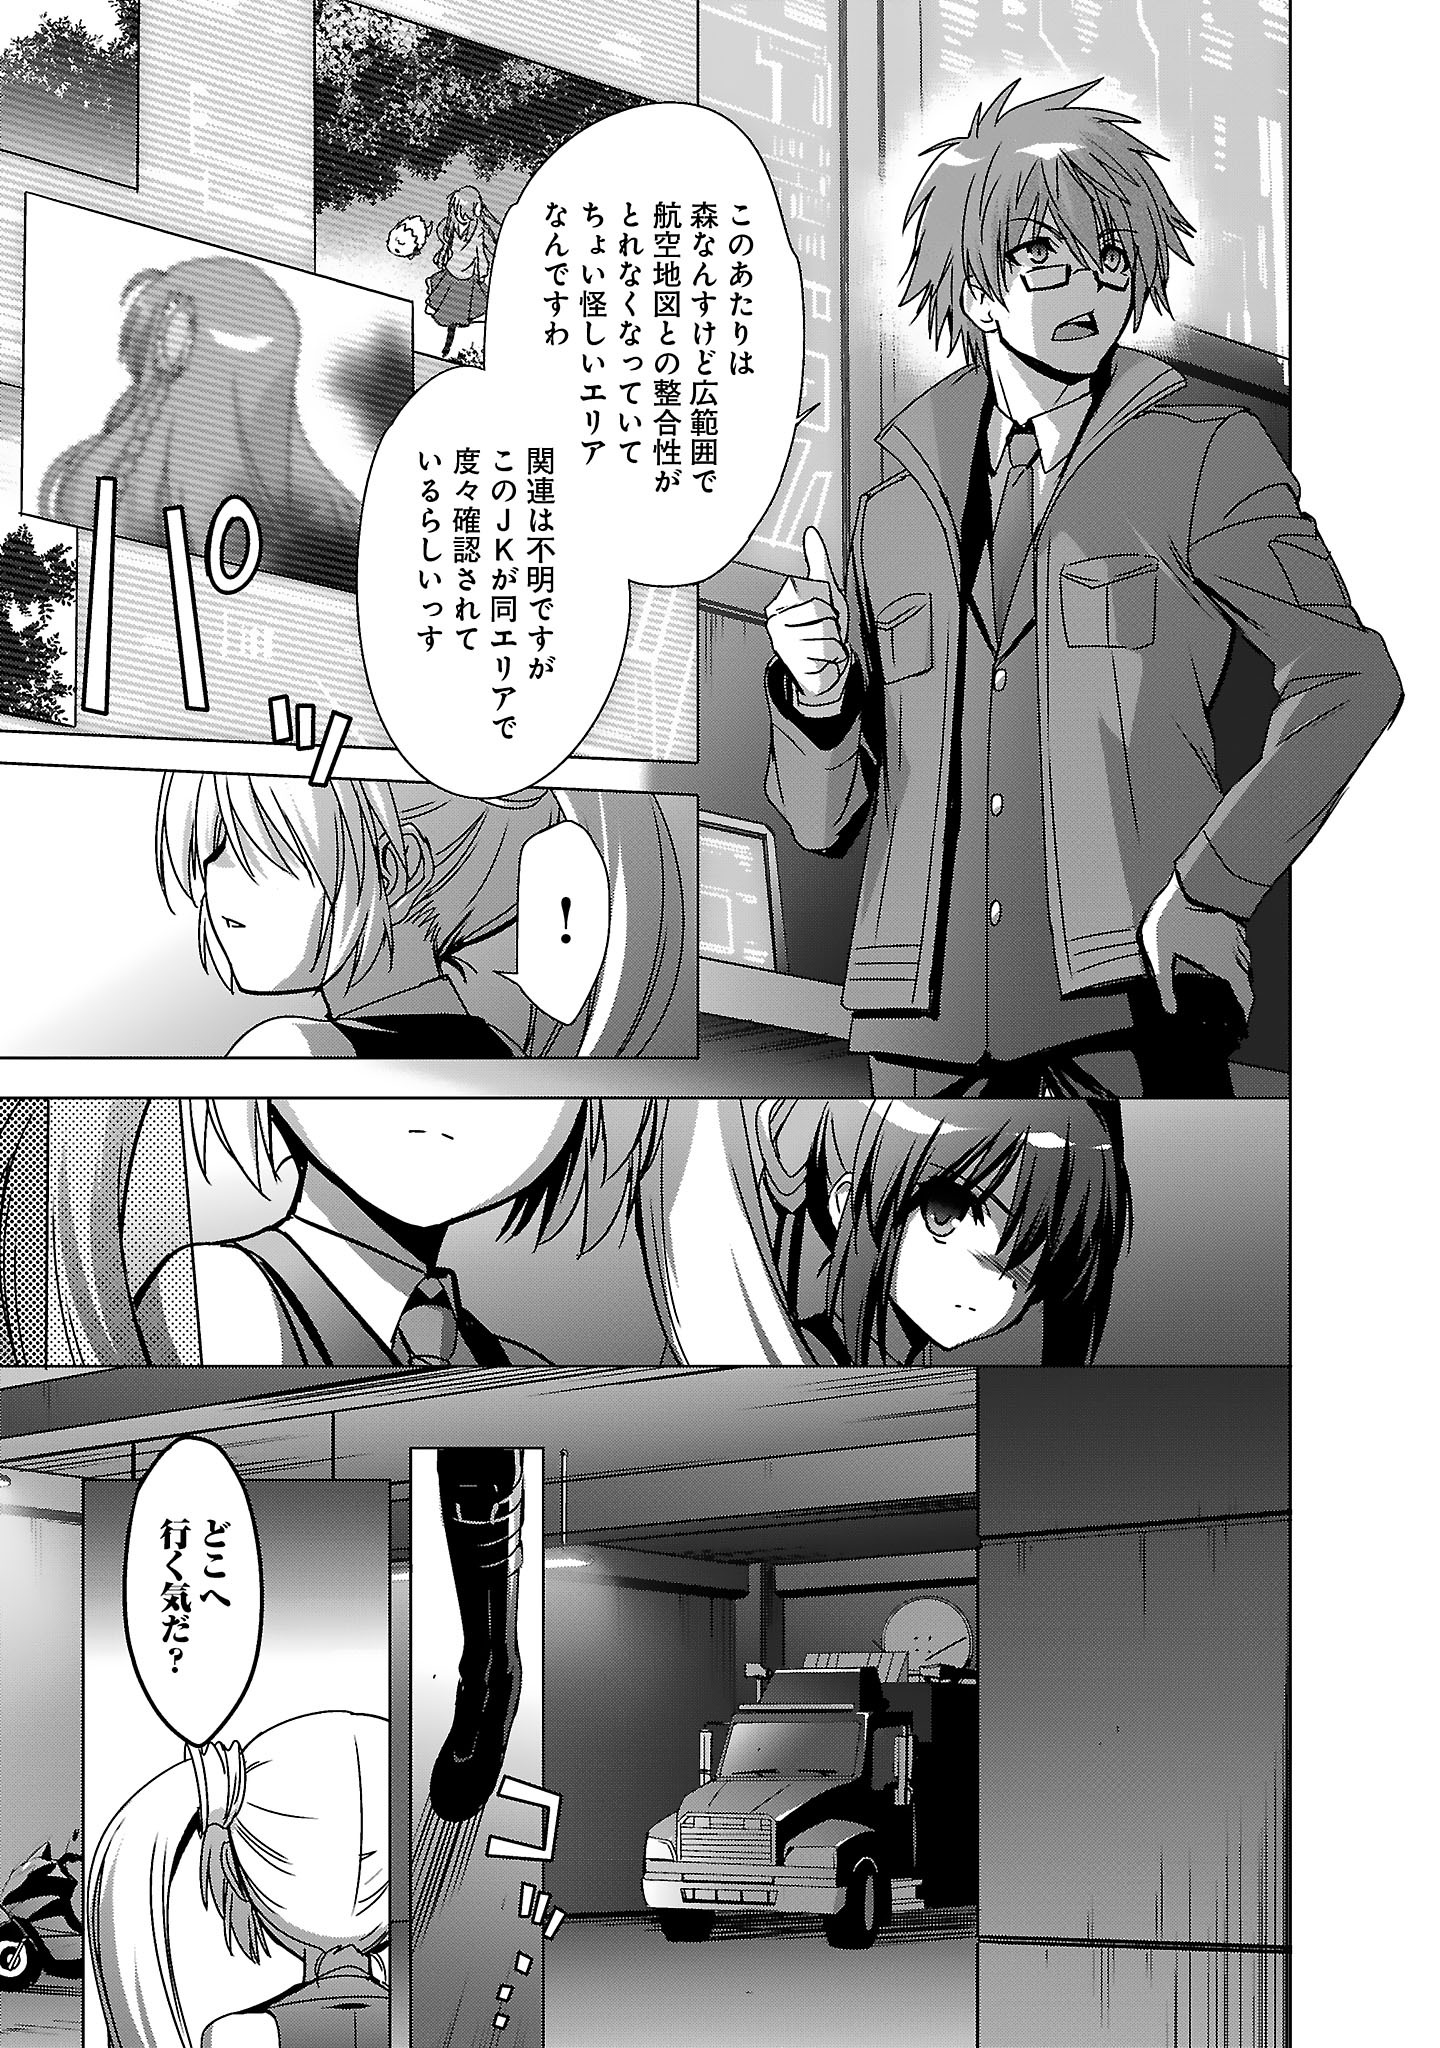 このあたりは
森なんすけど広範囲で
航空地図との整合性が
とれなくなっていて
ちょい怪しいエリア
なんですわ
関連は不明ですが
このJKが同エリアで
度々確認されて
いるらしいっす
パパパッ
!
コツ…
どこへ
行く気だ?